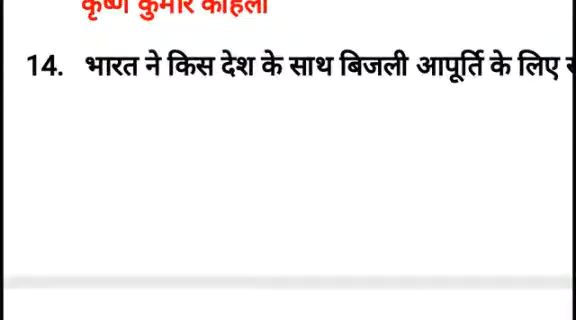 कृष्ण कुमार कोहली
14. भारत ने किस देश के साथ बिजली आपूर्ति के लिए